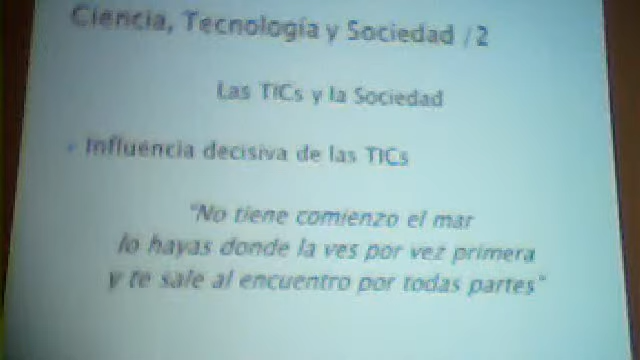 Ciencia, Tecnología y Sociedad /2
Las TICs y la Sociedad
Influencia decisiva de las TICs
"No tiene comienzo el mar
lo hayas donde la ves por vez primera
y te sale al encuentro por todas partes"